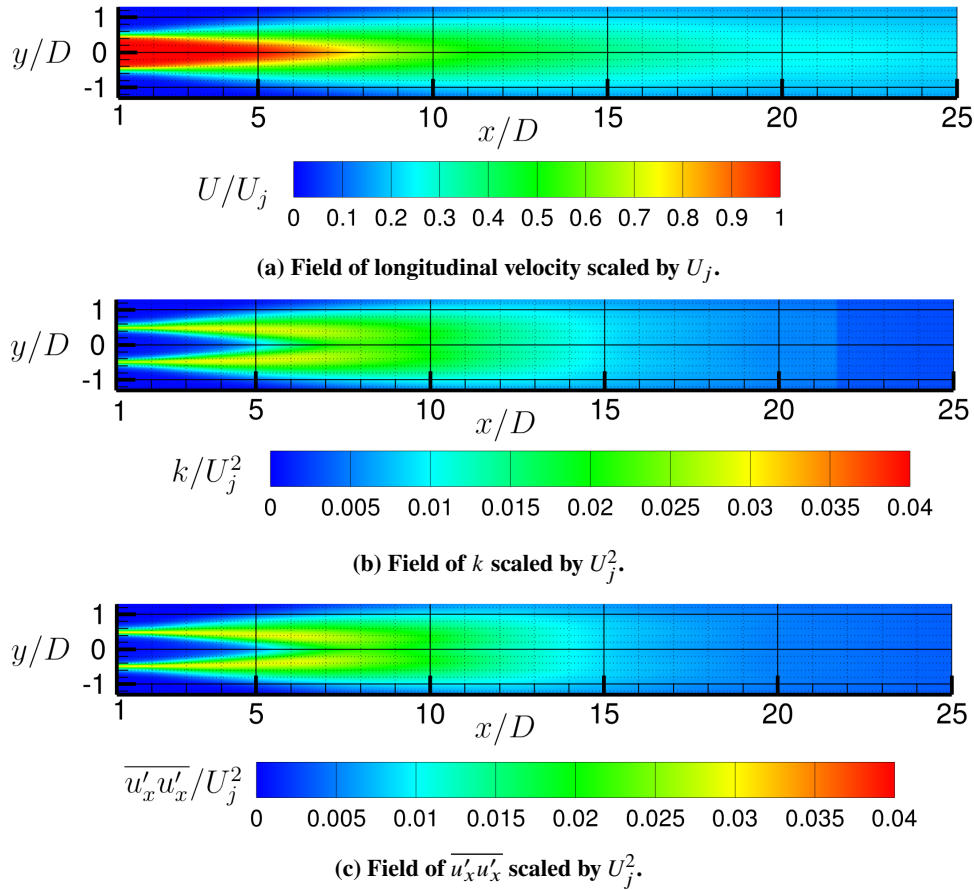 1
y/D 0
-1
1 5 10 15 20 25
x/D
U/U_j
0 0.1 0.2 0.3 0.4 0.5 0.6 0.7 0.8 0.9 1
(a) Field of longitudinal velocity scaled by U_j.
1
y/D 0
-1
1 5 10 15 20 25
x/D
k/U_j^2
0 0.005 0.01 0.015 0.02 0.025 0.03 0.035 0.04
(b) Field of k scaled by U_j^2.
1
y/D 0
-1
1 5 10 15 20 25
x/D
\overline{u'_x u'_x}/U_j^2
0 0.005 0.01 0.015 0.02 0.025 0.03 0.035 0.04
(c) Field of \overline{u'_x u'_x} scaled by U_j^2.